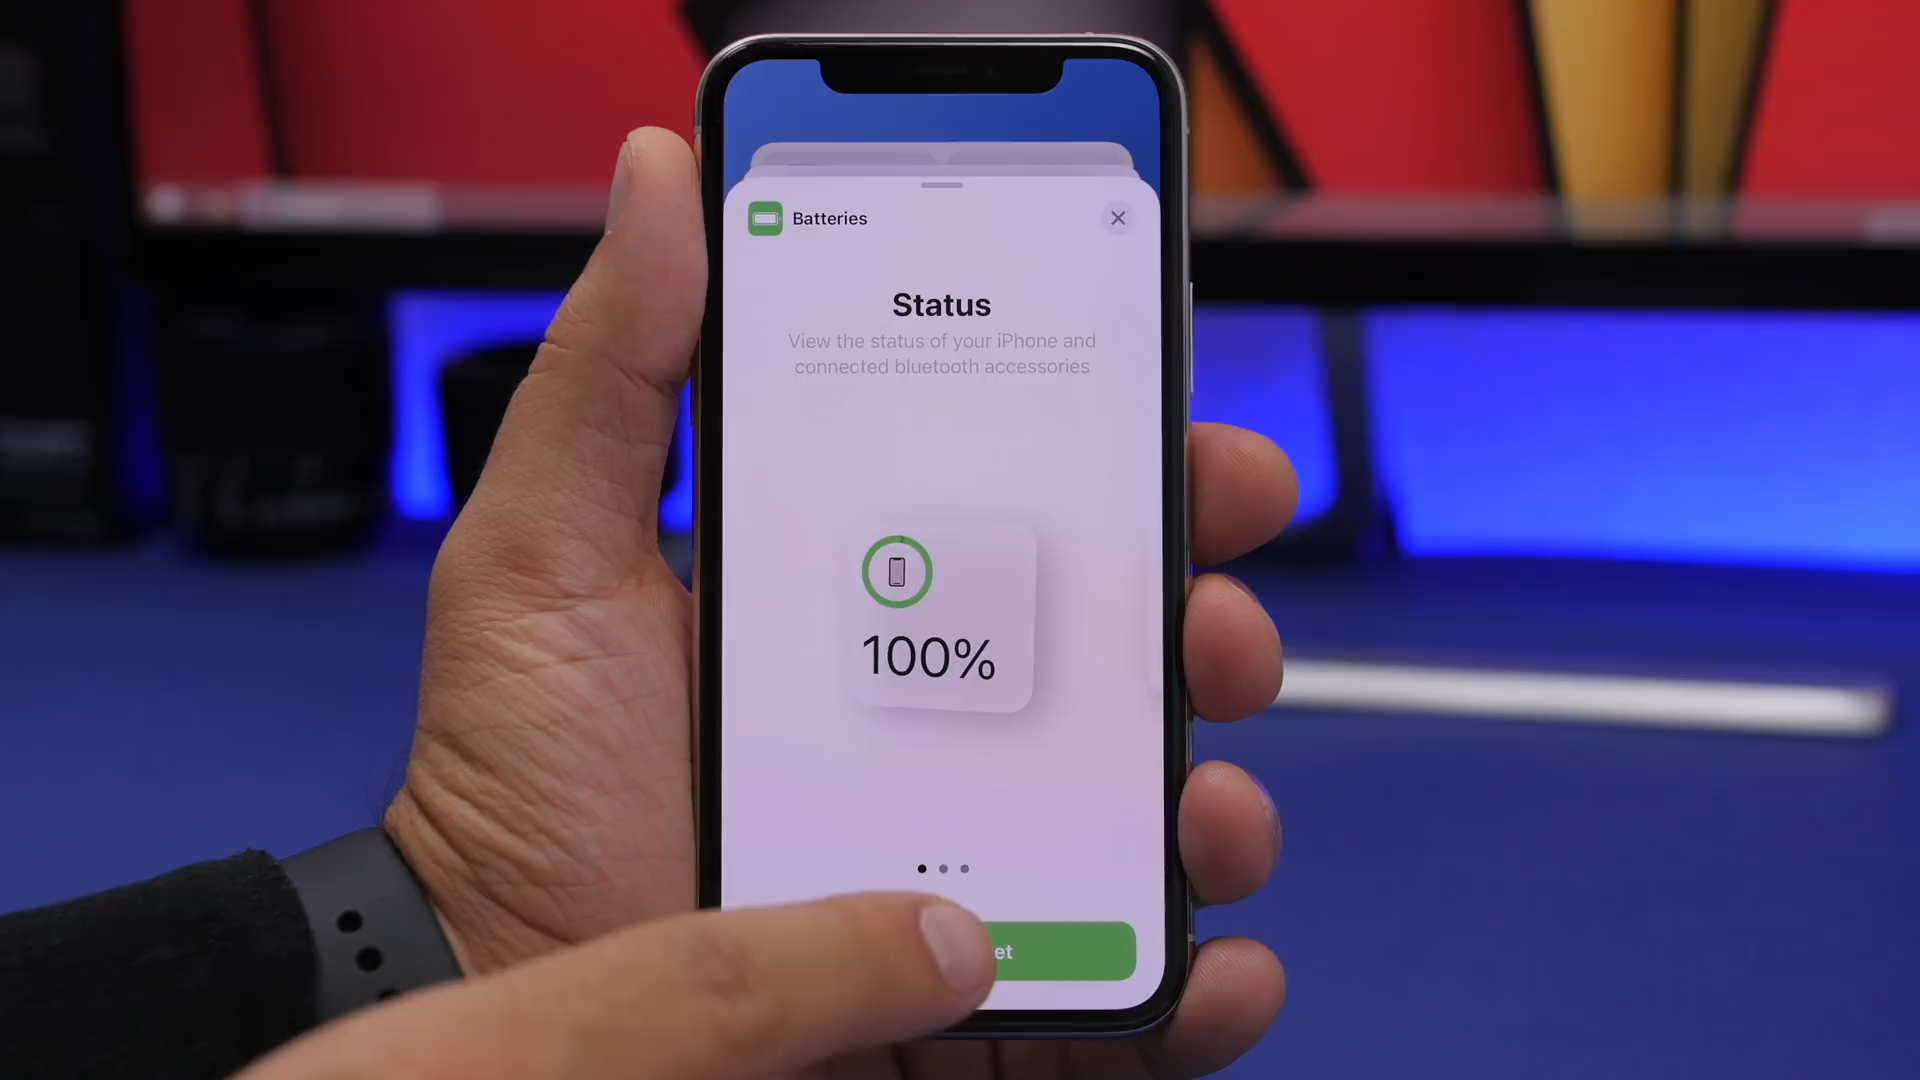 Batteries
Status
View the status of your iPhone and
connected bluetooth accessories
100%
et